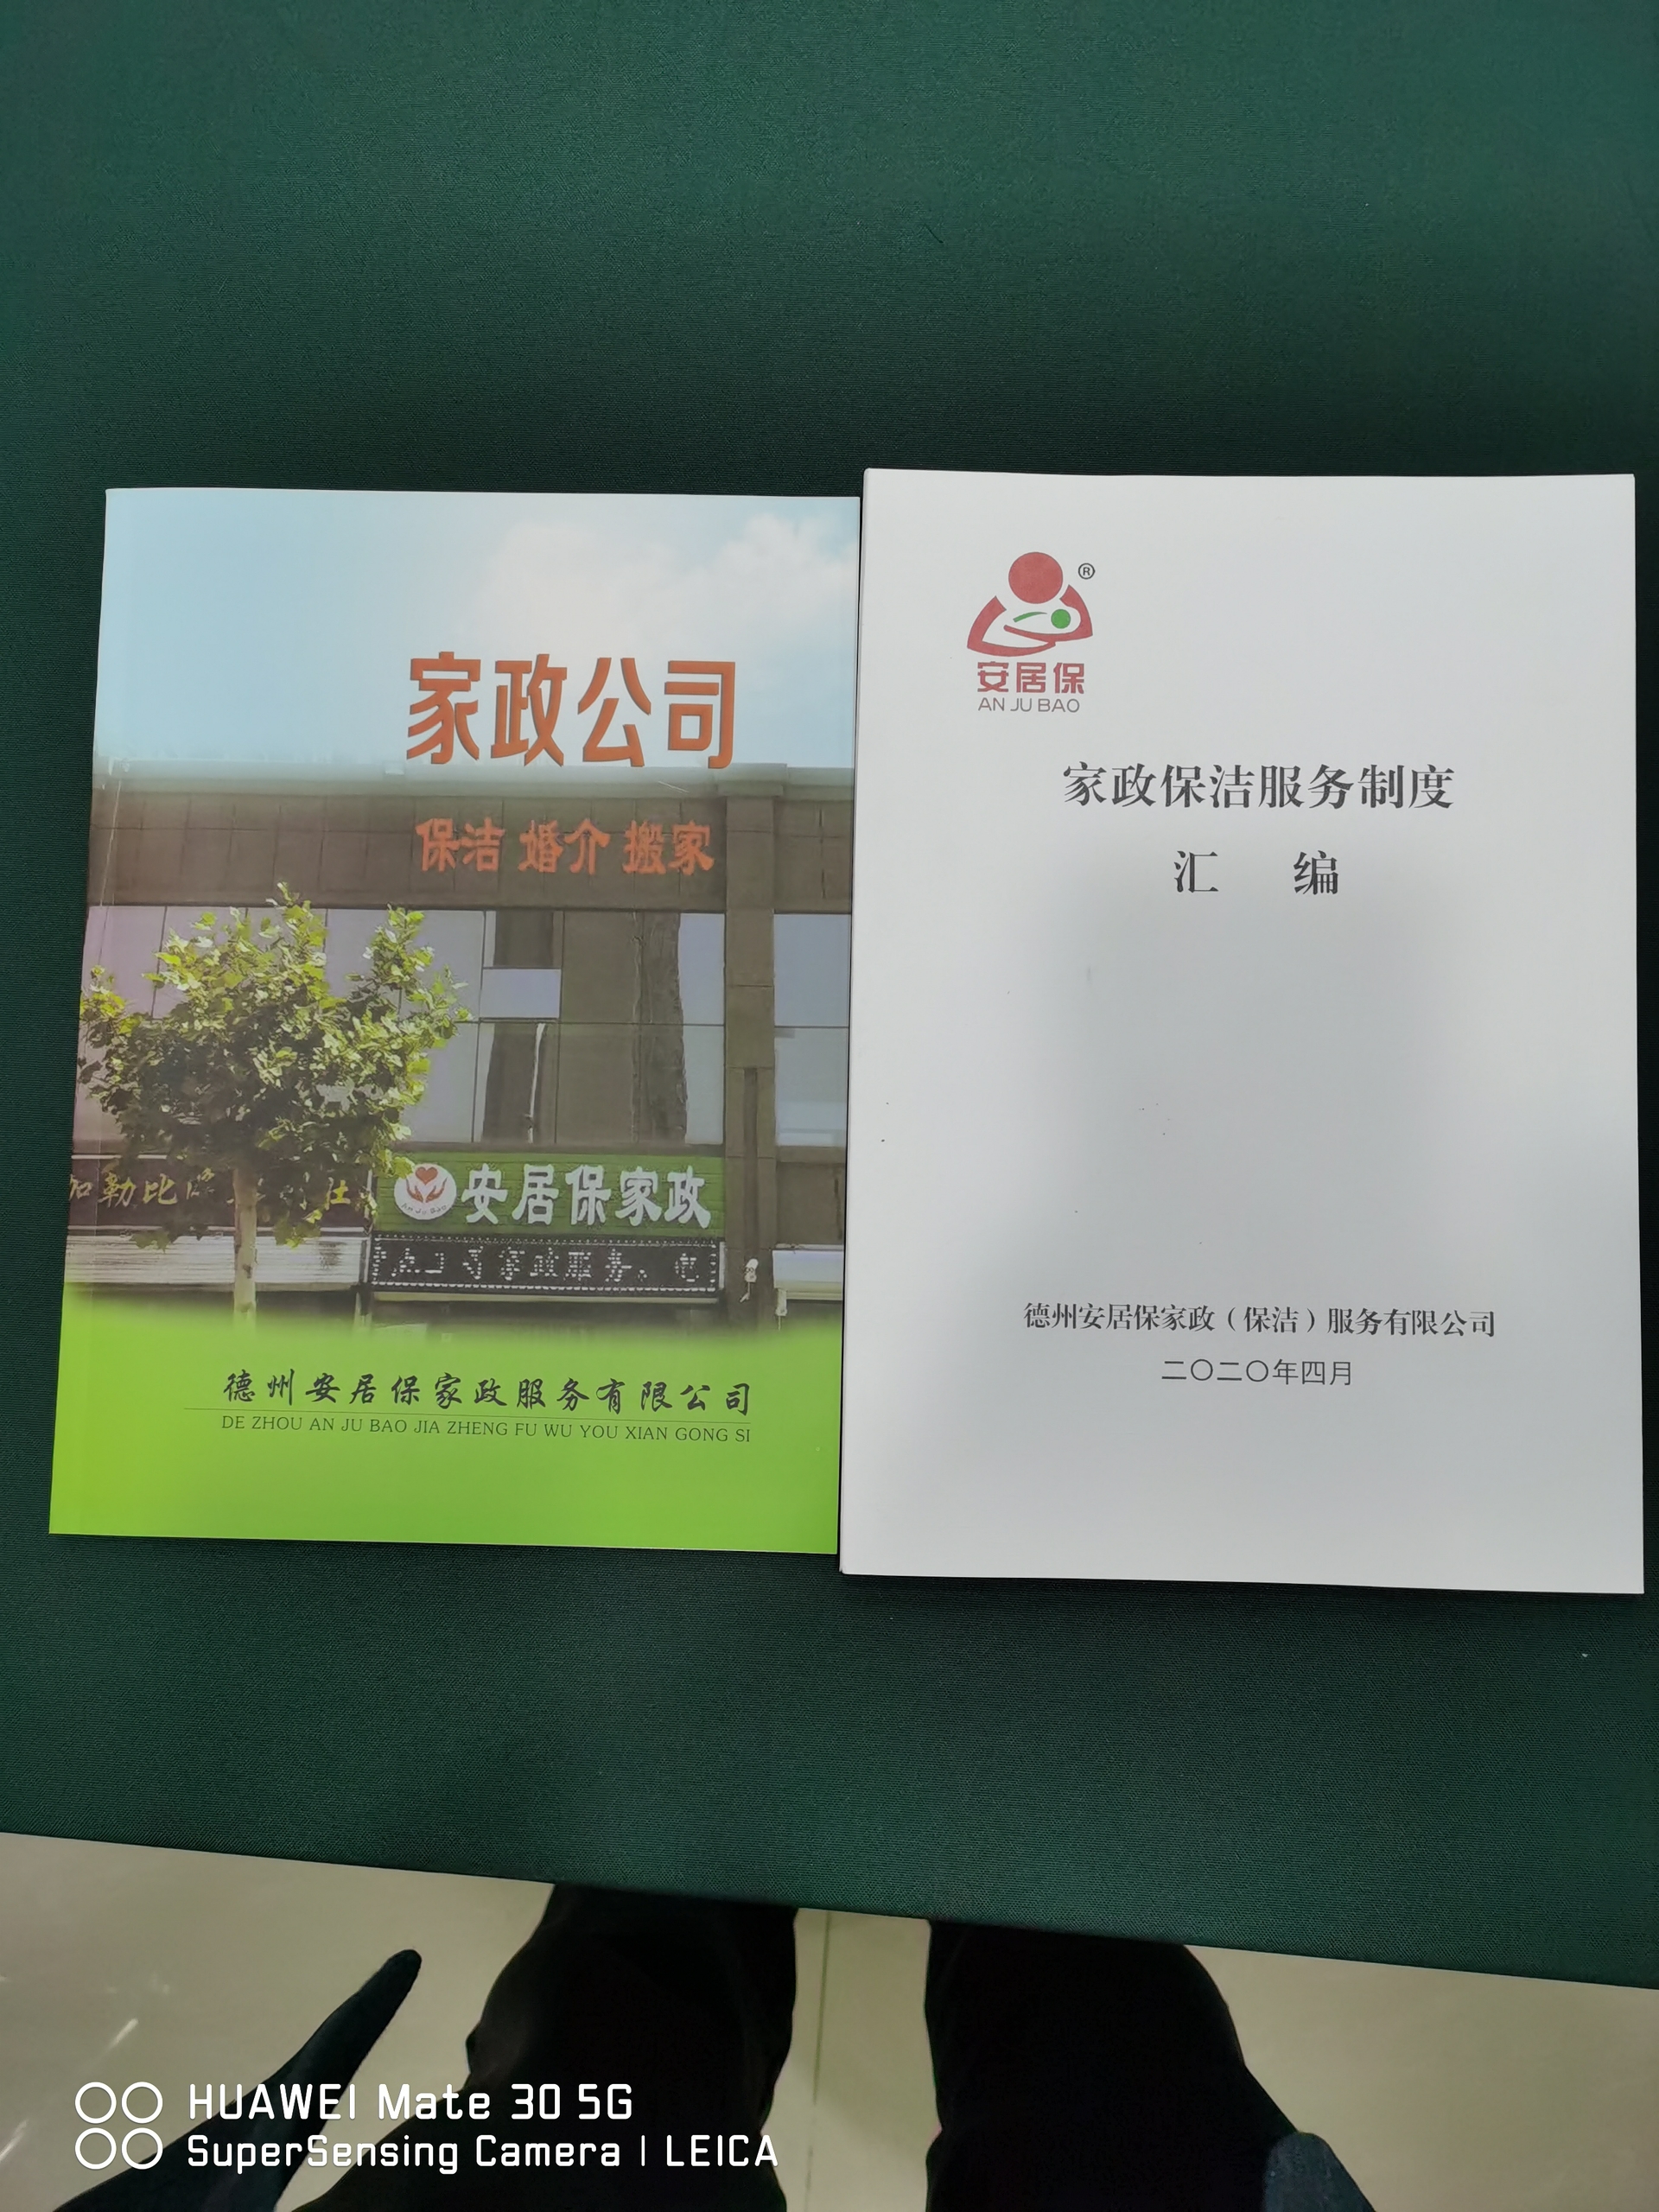 家政公司
保洁 婚介 搬家
安居保家政
德州安居保家政服务有限公司
DE ZHOU AN JU BAO JIA ZHENG FU WU YOU XIAN GONG SI
®
安居保
AN JU BAO
家政保洁服务制度
汇 编
德州安居保家政（保洁）服务有限公司
二〇二〇年四月
HUAWEI Mate 30 5G
SuperSensing Camera | LEICA